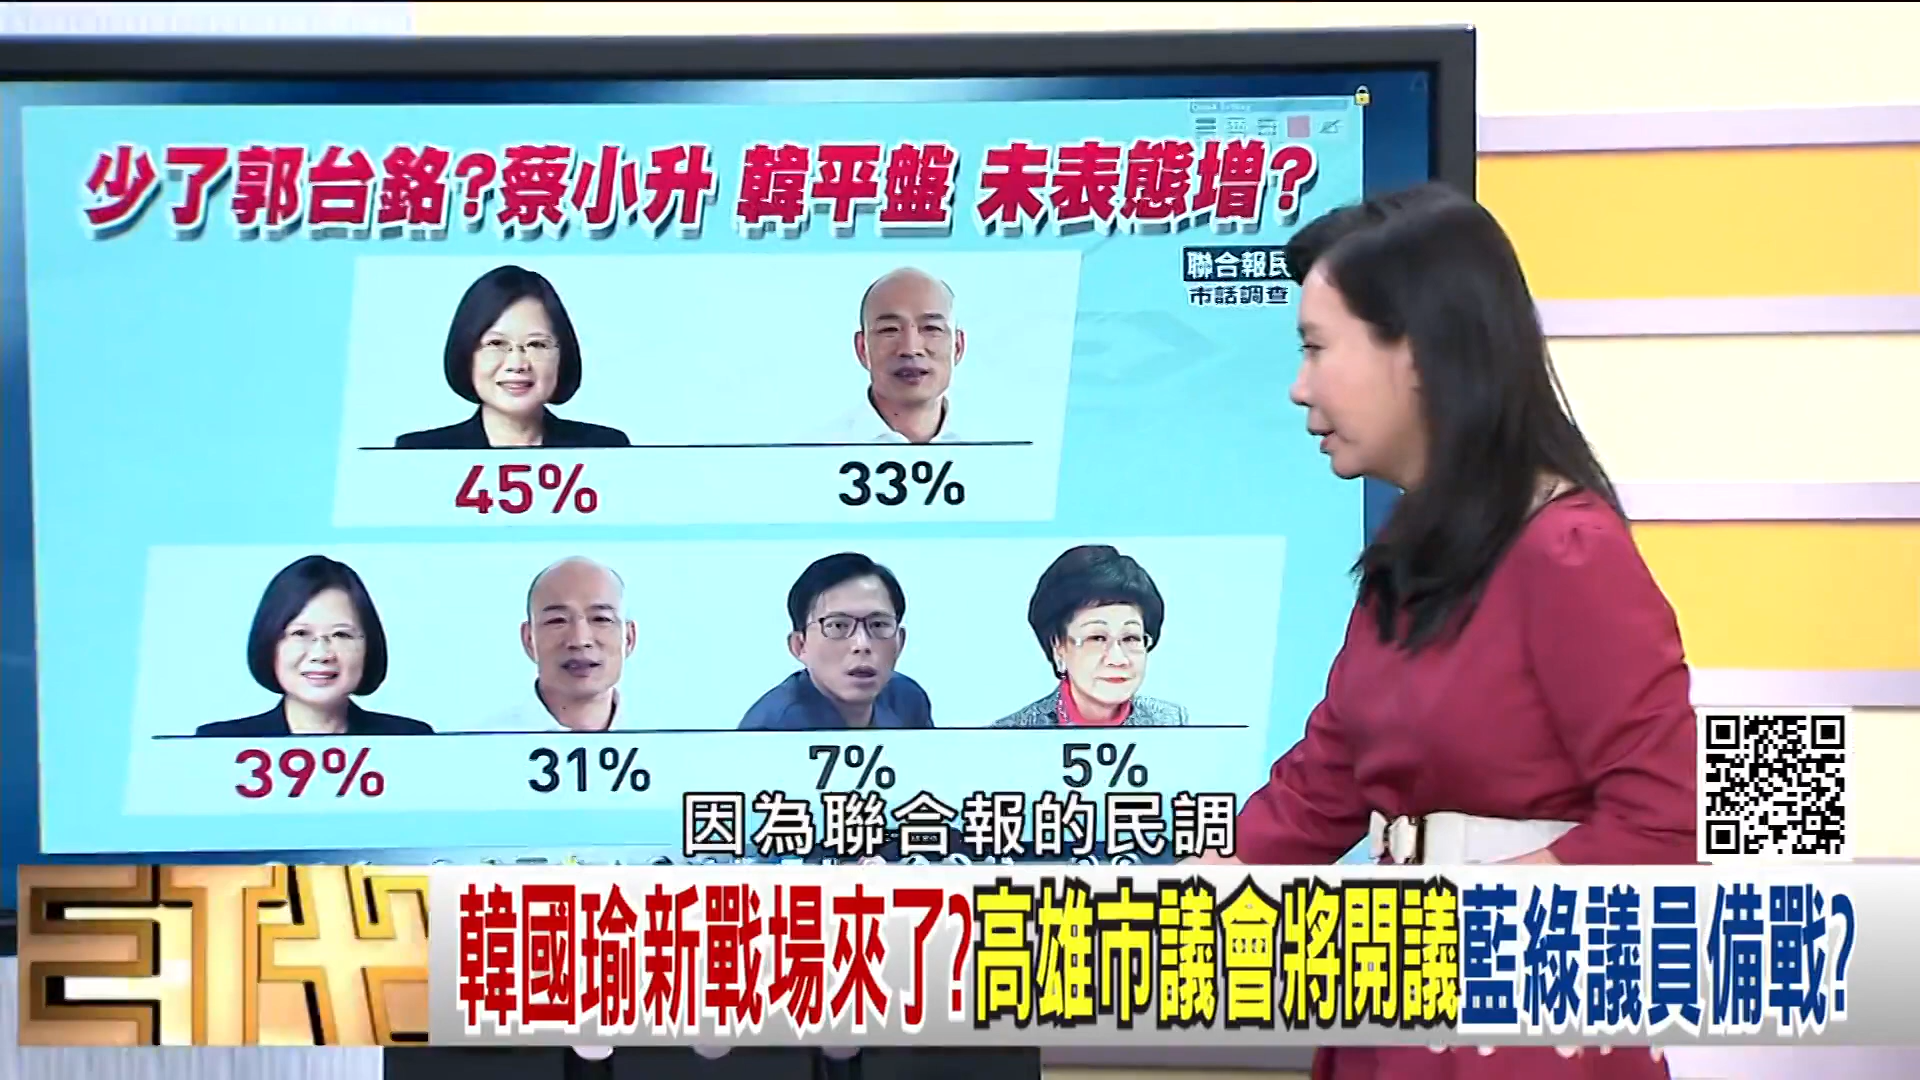 少了郭台銘?蔡小升 韓平盤 未表態增?
聯合報民
市話調查
45%
33%
39%
31%
7%
5%
因為聯合報的民調
韓國瑜新戰場來了?高雄市議會將開議藍綠議員備戰?